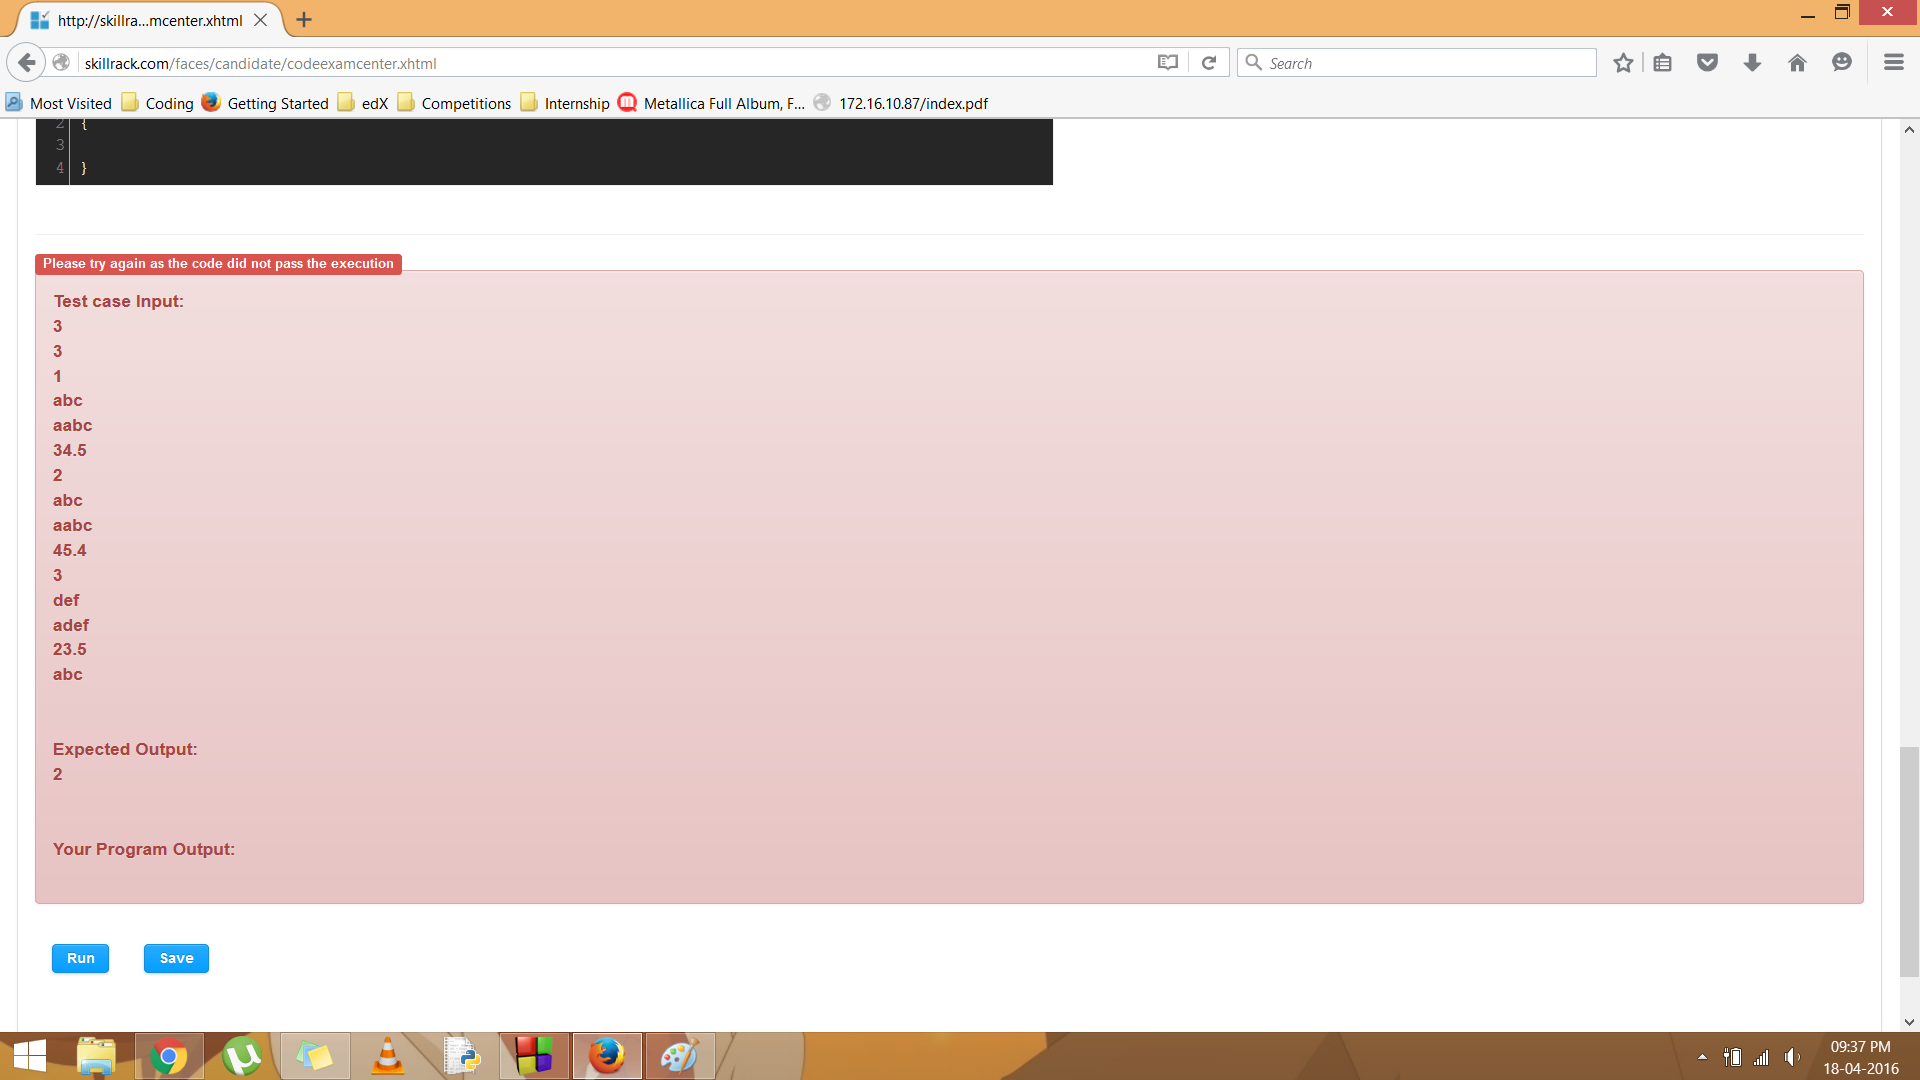 http://skillra...mcenter.xhtml
skillrack.com/faces/candidate/codeexamcenter.xhtml
Search
Most Visited Coding Getting Started edX Competitions Internship Metallica Full Album, F... 172.16.10.87/index.pdf
2 {
3
4 }
Please try again as the code did not pass the execution
Test case Input:
3
3
1
abc
aabc
34.5
2
abc
aabc
45.4
3
def
adef
23.5
abc
Expected Output:
2
Your Program Output:
Run Save
09:37 PM
18-04-2016